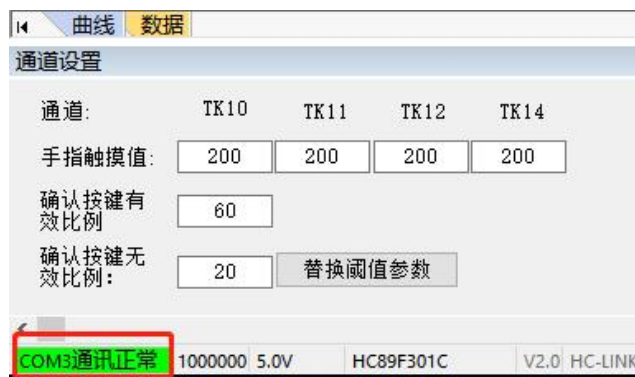 曲线 数据
通道设置
通道: TK10 TK11 TK12 TK14
手指触摸值: 200 200 200 200
确认按键有
效比例 60
确认按键无
效比例: 20 替换阈值参数
COM3通讯正常 1000000 5.0V HC89F301C V2.0 HC-LINK